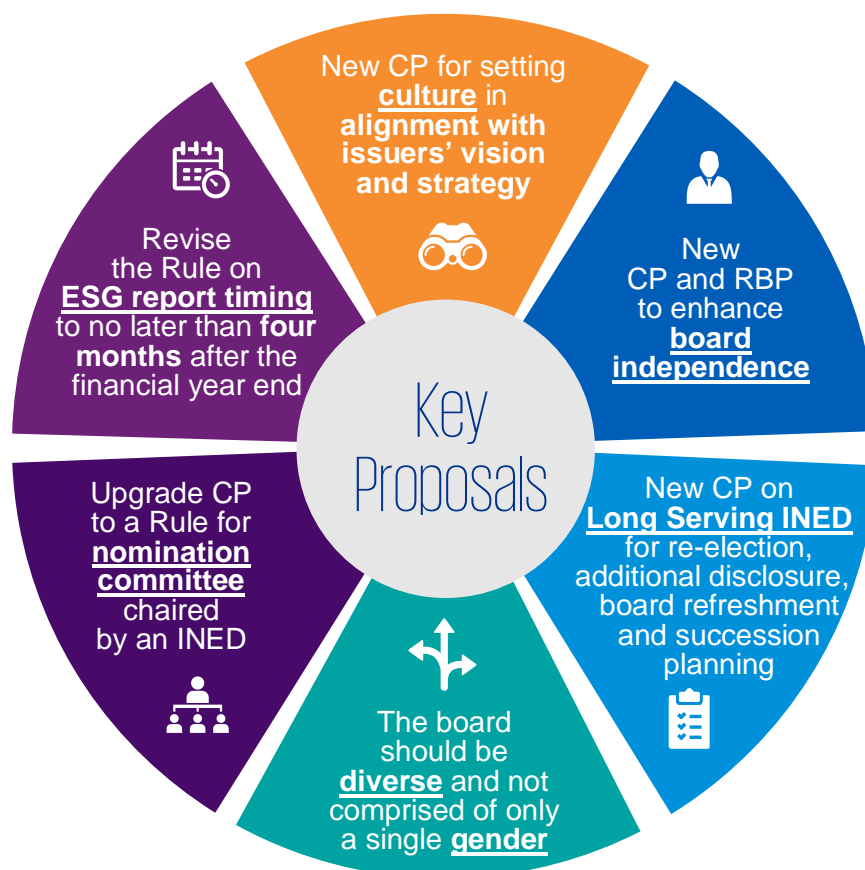 New CP for setting
culture in
alignment with
issuers’ vision
and strategy
New
CP and RBP
to enhance
board
independence
New CP on
Long Serving INED
for re-election,
additional disclosure,
board refreshment
and succession
planning
The board
should be
diverse and not
comprised of only
a single gender
Upgrade CP
to a Rule for
nomination
committee
chaired
by an INED
Revise
the Rule on
ESG report timing
to no later than four
months after the
financial year end
Key
Proposals